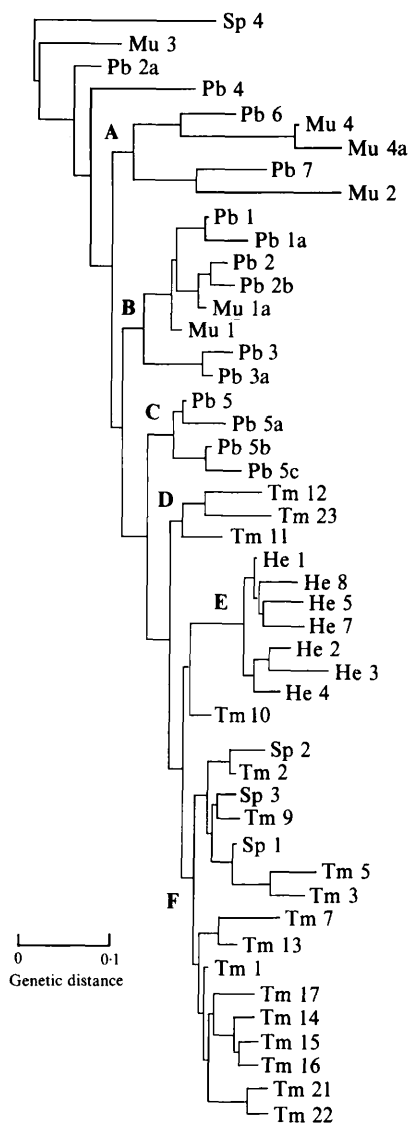 Sp 4
Mu 3
Pb 2a
Pb 4
A
Pb 6
Mu 4
Mu 4a
Pb 7
Mu 2
Pb 1
Pb 1a
Pb 2
Pb 2b
B
Mu 1a
Mu 1
Pb 3
Pb 3a
Pb 5
C
Pb 5a
Pb 5b
Pb 5c
Tm 12
D
Tm 23
Tm 11
He 1
He 8
E
He 5
He 7
He 2
He 3
He 4
Tm 10
Sp 2
Tm 2
Sp 3
Tm 9
Sp 1
Tm 5
Tm 3
F
Tm 7
Tm 13
0 0·1
Tm 1
Genetic distance
Tm 17
Tm 14
Tm 15
Tm 16
Tm 21
Tm 22